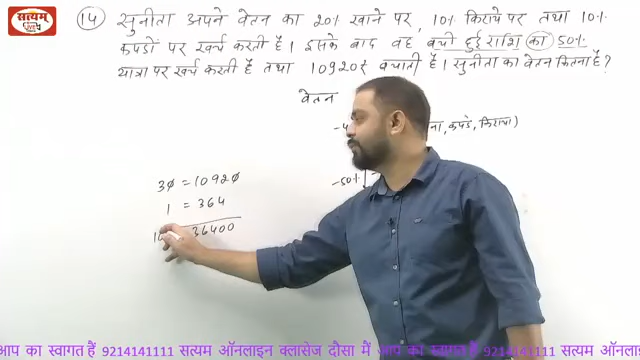 सत्यम्
14 सुनीता अपने वेतन का 20% खाने पर, 10% किराये पर तथा 10%
कपडों पर खर्च करती है। इसके बाद वह बची हुई राशि का 50%
यात्रा पर खर्च करती है तथा 10920₹ बचाती है। सुनीता का वेतन कितना है?
वेतन
कपडे, किराया)
30 = 10920
-50%
1 = 364
= 36400
आप का स्वागत हैं 9214141111 सत्यम ऑनलाइन क्लासेज दौसा मैं आप का स्वागत हैं 9214141111 सत्यम ऑनलाइन